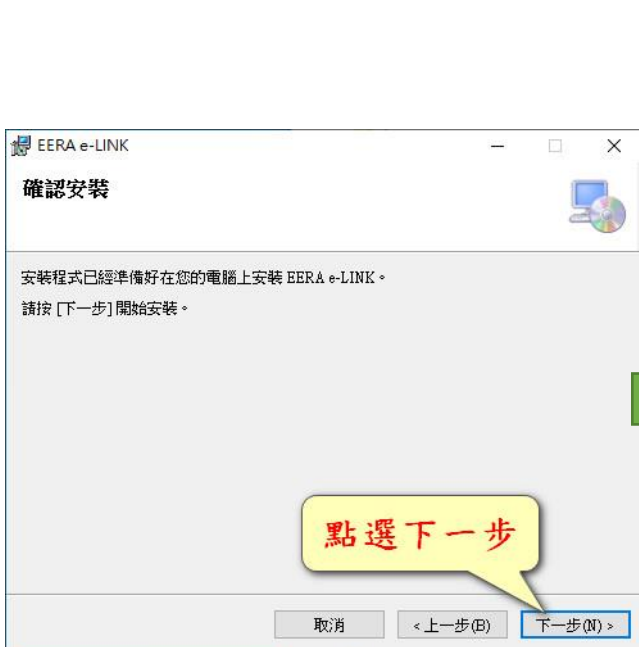 EERA e-LINK
確認安裝
安裝程式已經準備好在您的電腦上安裝 EERA e-LINK。
請按 [下一步] 開始安裝。
點選下一步
取消
< 上一步(B)
下一步(N) >